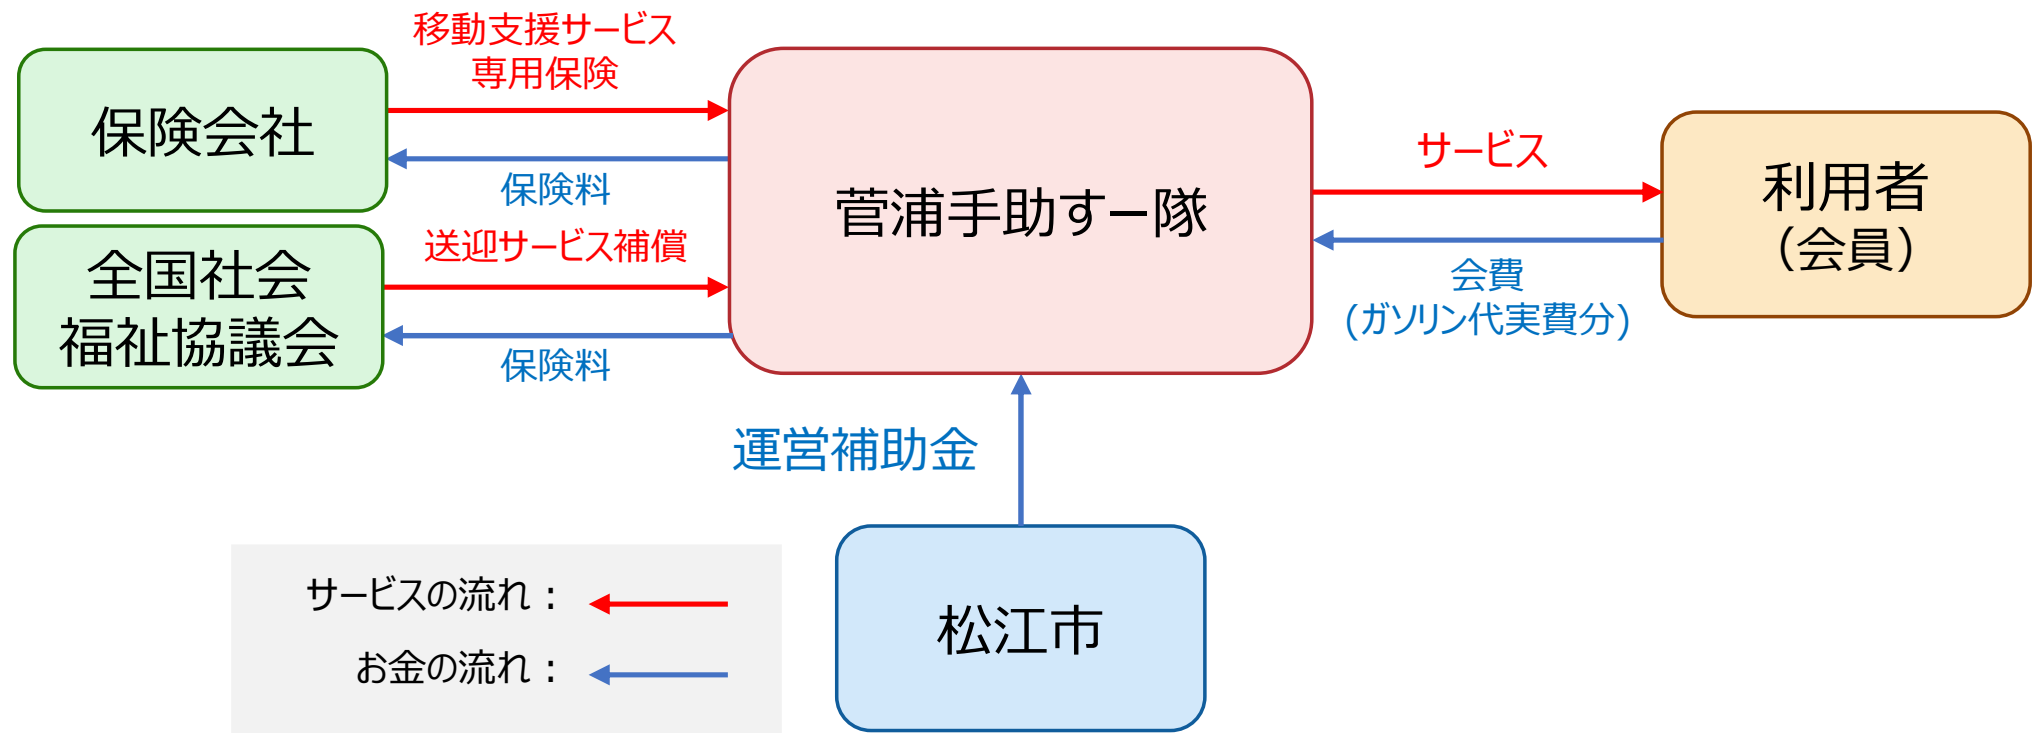 移動支援サービス
専用保険
保険会社
保険料
送迎サービス補償
全国社会
福祉協議会
保険料
菅浦手助すー隊
サービス
利用者
(会員)
会費
(ガソリン代実費分)
運営補助金
松江市
サービスの流れ：
お金の流れ：